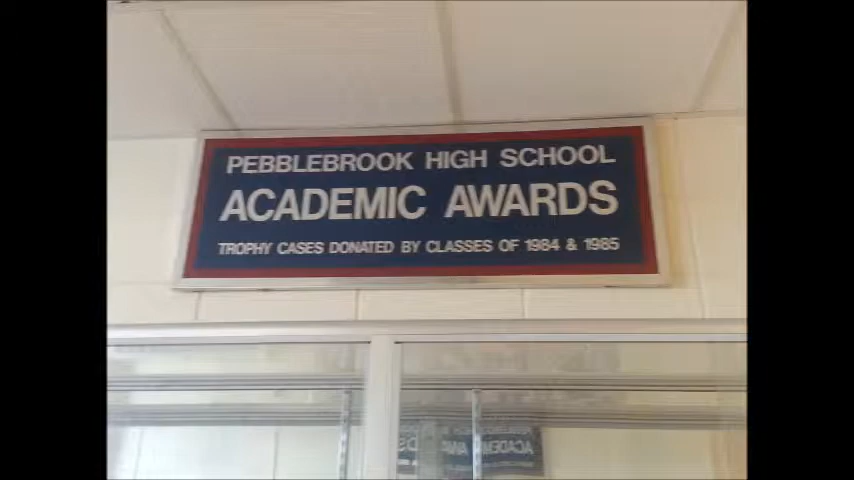 PEBBLEBROOK HIGH SCHOOL
ACADEMIC AWARDS
TROPHY CASES DONATED BY CLASSES OF 1984 & 1985